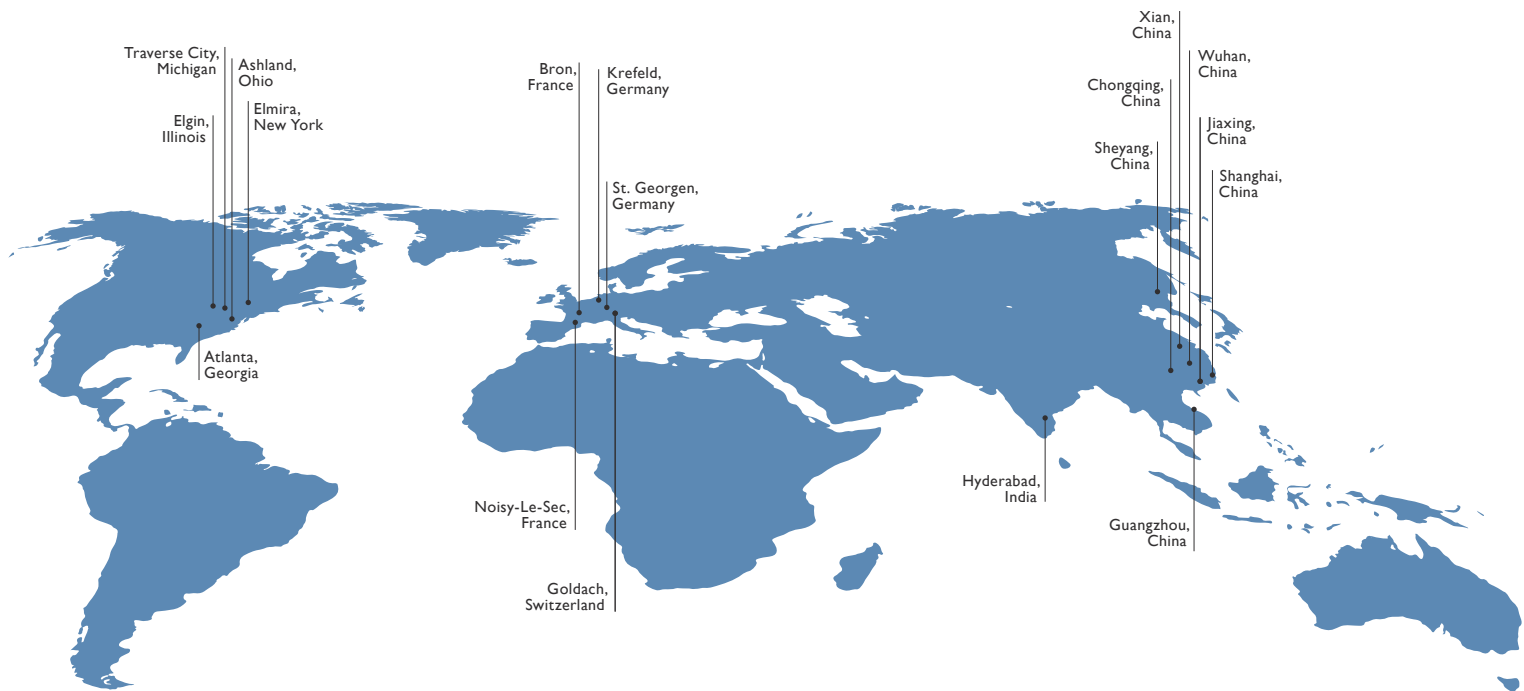 Traverse City,
Michigan
Ashland,
Ohio
Elgin,
Illinois
Elmira,
New York
Atlanta,
Georgia
Bron,
France
Krefeld,
Germany
St. Georgen,
Germany
Noisy-Le-Sec,
France
Goldach,
Switzerland
Xian,
China
Wuhan,
China
Chongqing,
China
Jiaxing,
China
Sheyang,
China
Shanghai,
China
Hyderabad,
India
Guangzhou,
China